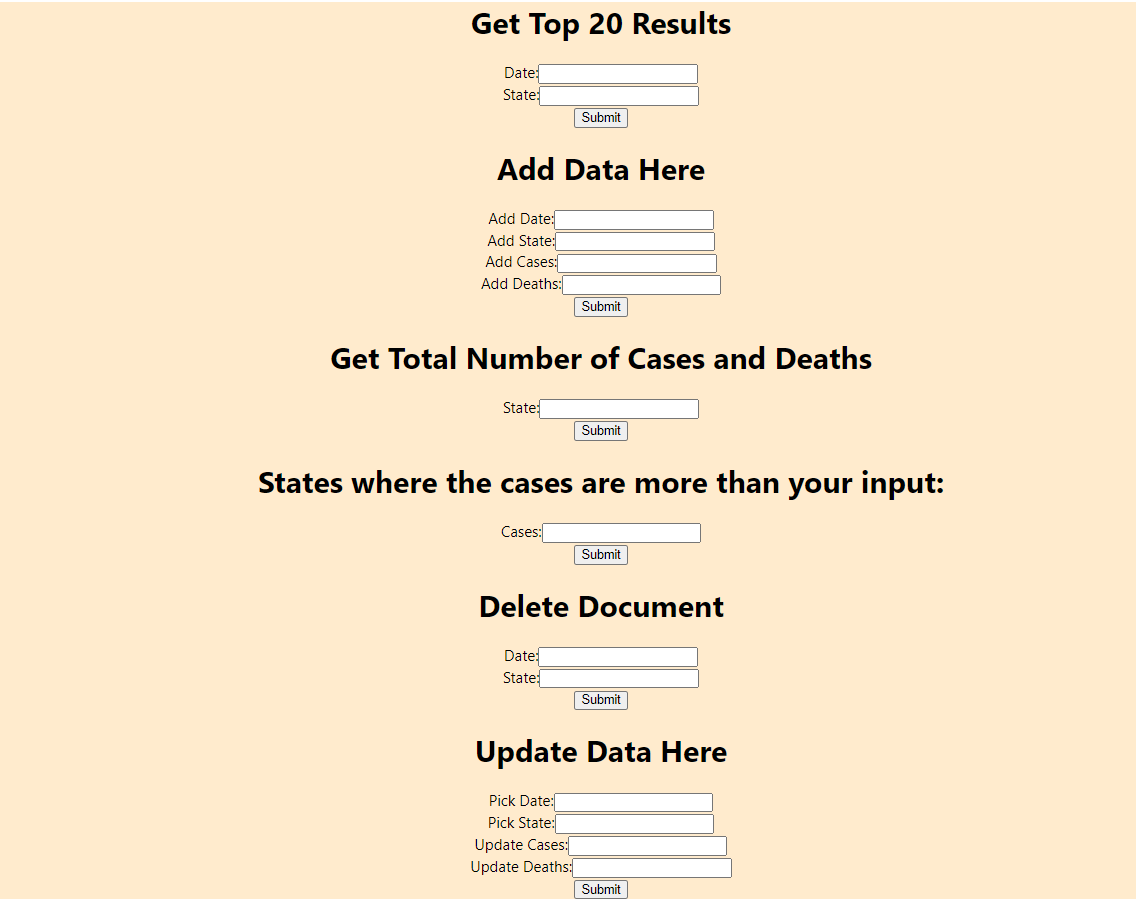 Get Top 20 Results
Date:
State:
Submit
Add Data Here
Add Date:
Add State:
Add Cases:
Add Deaths:
Submit
Get Total Number of Cases and Deaths
State:
Submit
States where the cases are more than your input:
Cases:
Submit
Delete Document
Date:
State:
Submit
Update Data Here
Pick Date:
Pick State:
Update Cases:
Update Deaths:
Submit